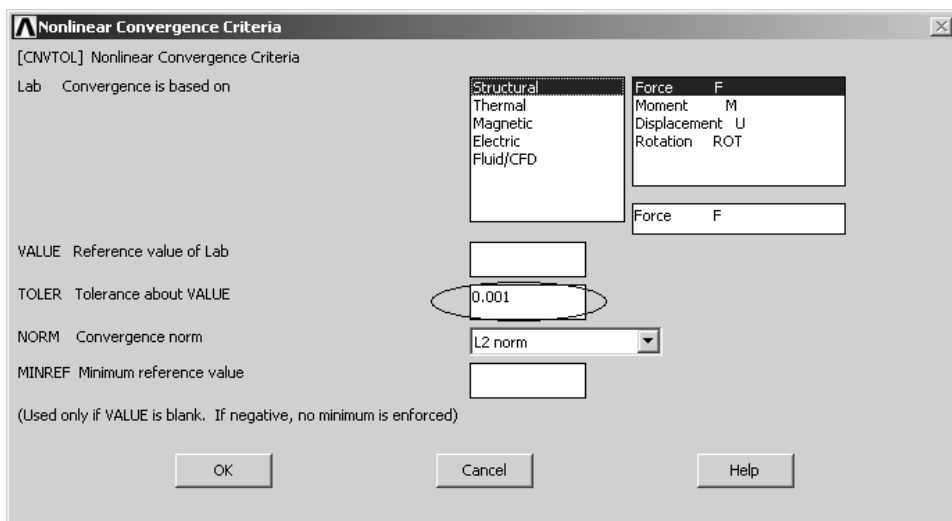 Nonlinear Convergence Criteria
[CNVTOL] Nonlinear Convergence Criteria
Lab Convergence is based on
Structural
Thermal
Magnetic
Electric
Fluid/CFD
Force F
Moment M
Displacement U
Rotation ROT
Force F
VALUE Reference value of Lab
TOLER Tolerance about VALUE
0.001
NORM Convergence norm
L2 norm
MINREF Minimum reference value
(Used only if VALUE is blank. If negative, no minimum is enforced)
OK
Cancel
Help